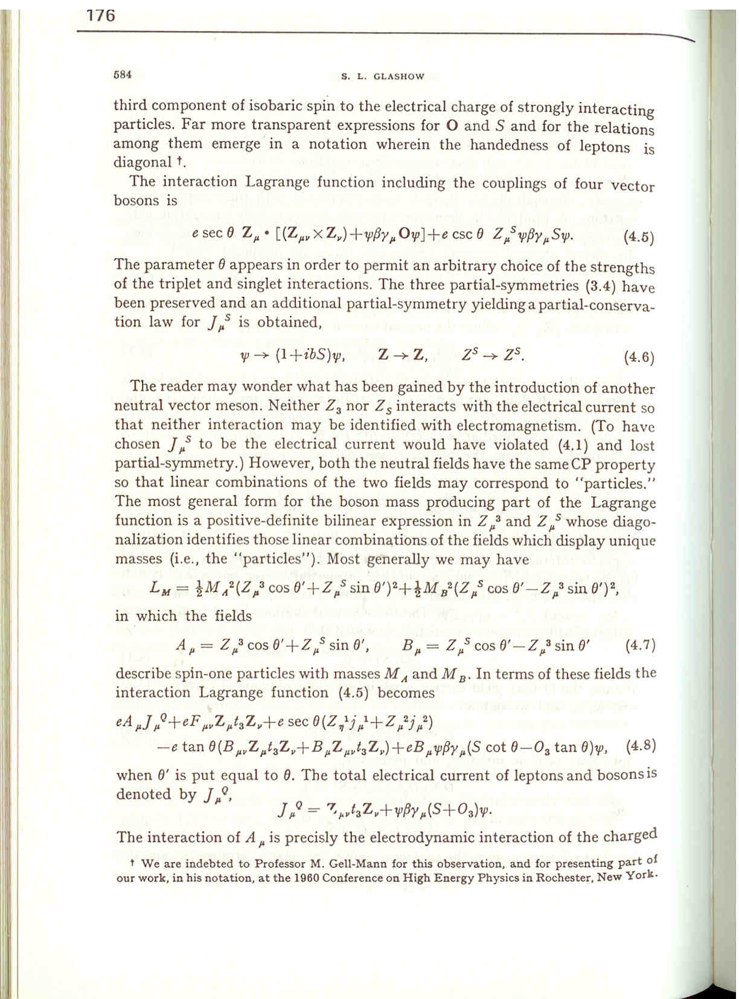 176
584
S. L. GLASHOW
third component of isobaric spin to the electrical charge of strongly interacting
particles. Far more transparent expressions for O and S and for the relations
among them emerge in a notation wherein the handedness of leptons is
diagonal †.
The interaction Lagrange function including the couplings of four vector
bosons is
e sec θ Z_μ • [(Z_μν × Z_ν)+ψβγ_μ Oψ]+e csc θ Z_μ^S ψβγ_μ Sψ. (4.5)
The parameter θ appears in order to permit an arbitrary choice of the strengths
of the triplet and singlet interactions. The three partial-symmetries (3.4) have
been preserved and an additional partial-symmetry yielding a partial-conserva-
tion law for J_μ^S is obtained,
ψ → (1+ibS)ψ, Z → Z, Z^S → Z^S. (4.6)
The reader may wonder what has been gained by the introduction of another
neutral vector meson. Neither Z_3 nor Z_S interacts with the electrical current so
that neither interaction may be identified with electromagnetism. (To have
chosen J_μ^S to be the electrical current would have violated (4.1) and lost
partial-symmetry.) However, both the neutral fields have the same CP property
so that linear combinations of the two fields may correspond to “particles.”
The most general form for the boson mass producing part of the Lagrange
function is a positive-definite bilinear expression in Z_μ^3 and Z_μ^S whose diago-
nalization identifies those linear combinations of the fields which display unique
masses (i.e., the “particles”). Most generally we may have
L_M = ½M_A²(Z_μ^3 cos θ′+Z_μ^S sin θ′)²+½M_B²(Z_μ^S cos θ′−Z_μ^3 sin θ′)²,
in which the fields
A_μ = Z_μ^3 cos θ′+Z_μ^S sin θ′, B_μ = Z_μ^S cos θ′−Z_μ^3 sin θ′ (4.7)
describe spin-one particles with masses M_A and M_B. In terms of these fields the
interaction Lagrange function (4.5) becomes
eA_μ J_μ^Q+eF_μν Z_μ t_3 Z_ν+e sec θ(Z_η^1 j_μ^1+Z_μ^2 j_μ^2)
−e tan θ(B_μν Z_μ t_3 Z_ν+B_μ Z_μν t_3 Z_ν)+eB_μ ψβγ_μ(S cot θ−O_3 tan θ)ψ, (4.8)
when θ′ is put equal to θ. The total electrical current of leptons and bosons is
denoted by J_μ^Q,
J_μ^Q = Z_μν t_3 Z_ν+ψβγ_μ(S+O_3)ψ.
The interaction of A_μ is precisly the electrodynamic interaction of the charged
† We are indebted to Professor M. Gell-Mann for this observation, and for presenting part of
our work, in his notation, at the 1960 Conference on High Energy Physics in Rochester, New York.